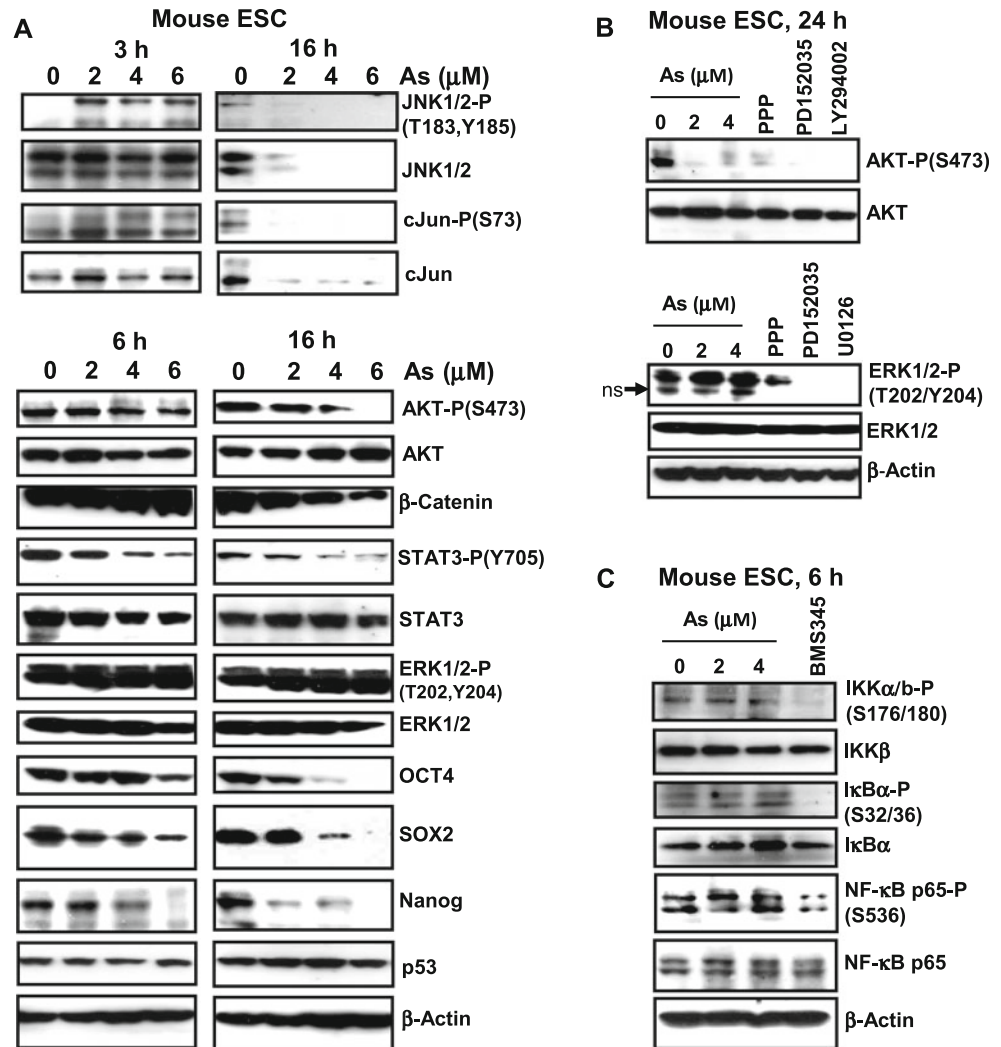 A
Mouse ESC
3 h 16 h
0 2 4 6 0 2 4 6 As (µM)
JNK1/2-P
(T183,Y185)
JNK1/2
cJun-P(S73)
cJun
6 h 16 h
0 2 4 6 0 2 4 6 As (µM)
AKT-P(S473)
AKT
β-Catenin
STAT3-P(Y705)
STAT3
ERK1/2-P
(T202,Y204)
ERK1/2
OCT4
SOX2
Nanog
p53
β-Actin
B
Mouse ESC, 24 h
As (µM)
0 2 4 PPP PD152035 LY294002
AKT-P(S473)
AKT
As (µM)
0 2 4 PPP PD152035 U0126
ERK1/2-P
(T202/Y204)
ns
ERK1/2
β-Actin
C
Mouse ESC, 6 h
As (µM)
0 2 4 BMS345
IKKα/b-P
(S176/180)
IKKβ
IκBα-P
(S32/36)
IκBα
NF-κB p65-P
(S536)
NF-κB p65
β-Actin